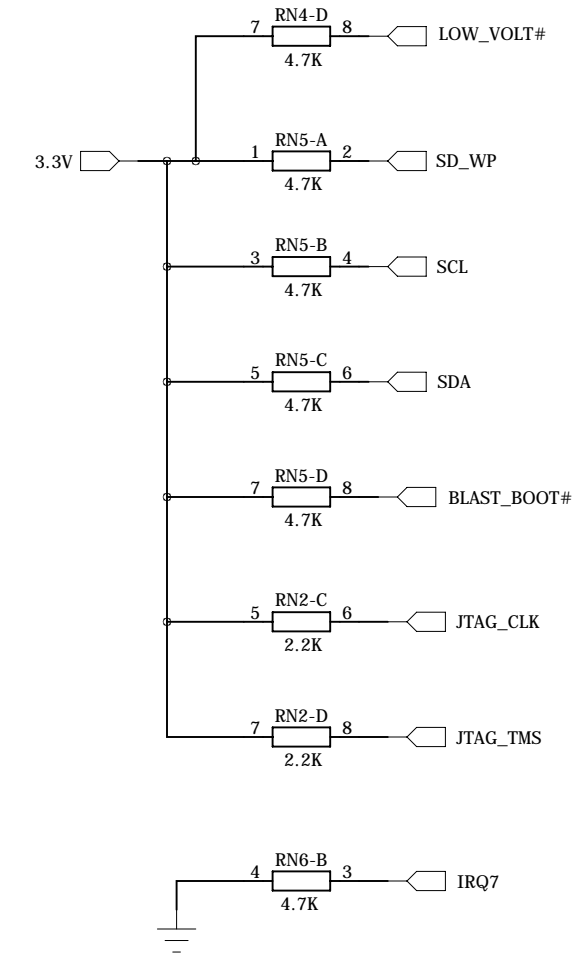 RN4-D
7 8 LOW_VOLT#
4.7K
RN5-A
3.3V 1 2 SD_WP
4.7K
RN5-B
3 4 SCL
4.7K
RN5-C
5 6 SDA
4.7K
RN5-D
7 8 BLAST_BOOT#
4.7K
RN2-C
5 6 JTAG_CLK
2.2K
RN2-D
7 8 JTAG_TMS
2.2K
RN6-B
4 3 IRQ7
4.7K